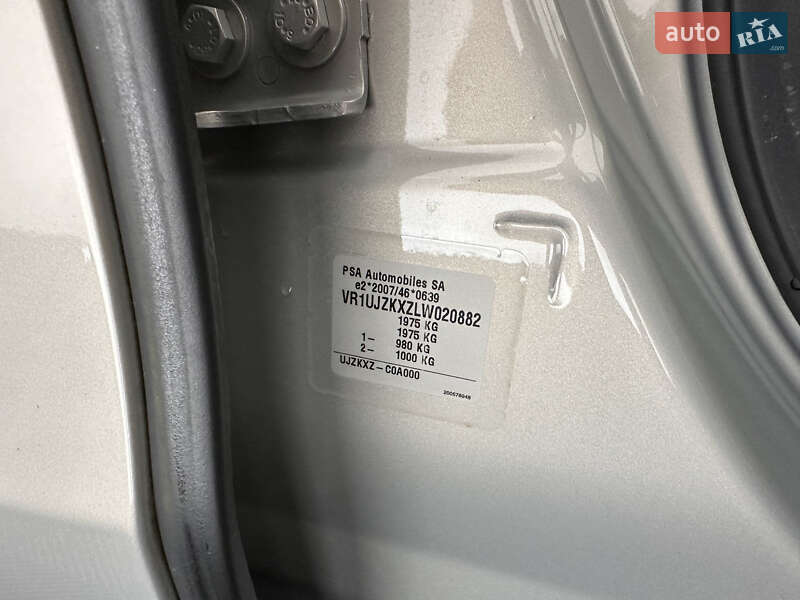 auto RIA
.com
PSA Automobiles SA
e2*2007/46*0639
VR1UJZKXZLW020882
1975 KG
1975 KG
1– 980 KG
2– 1000 KG
UJZKXZ–C0A000